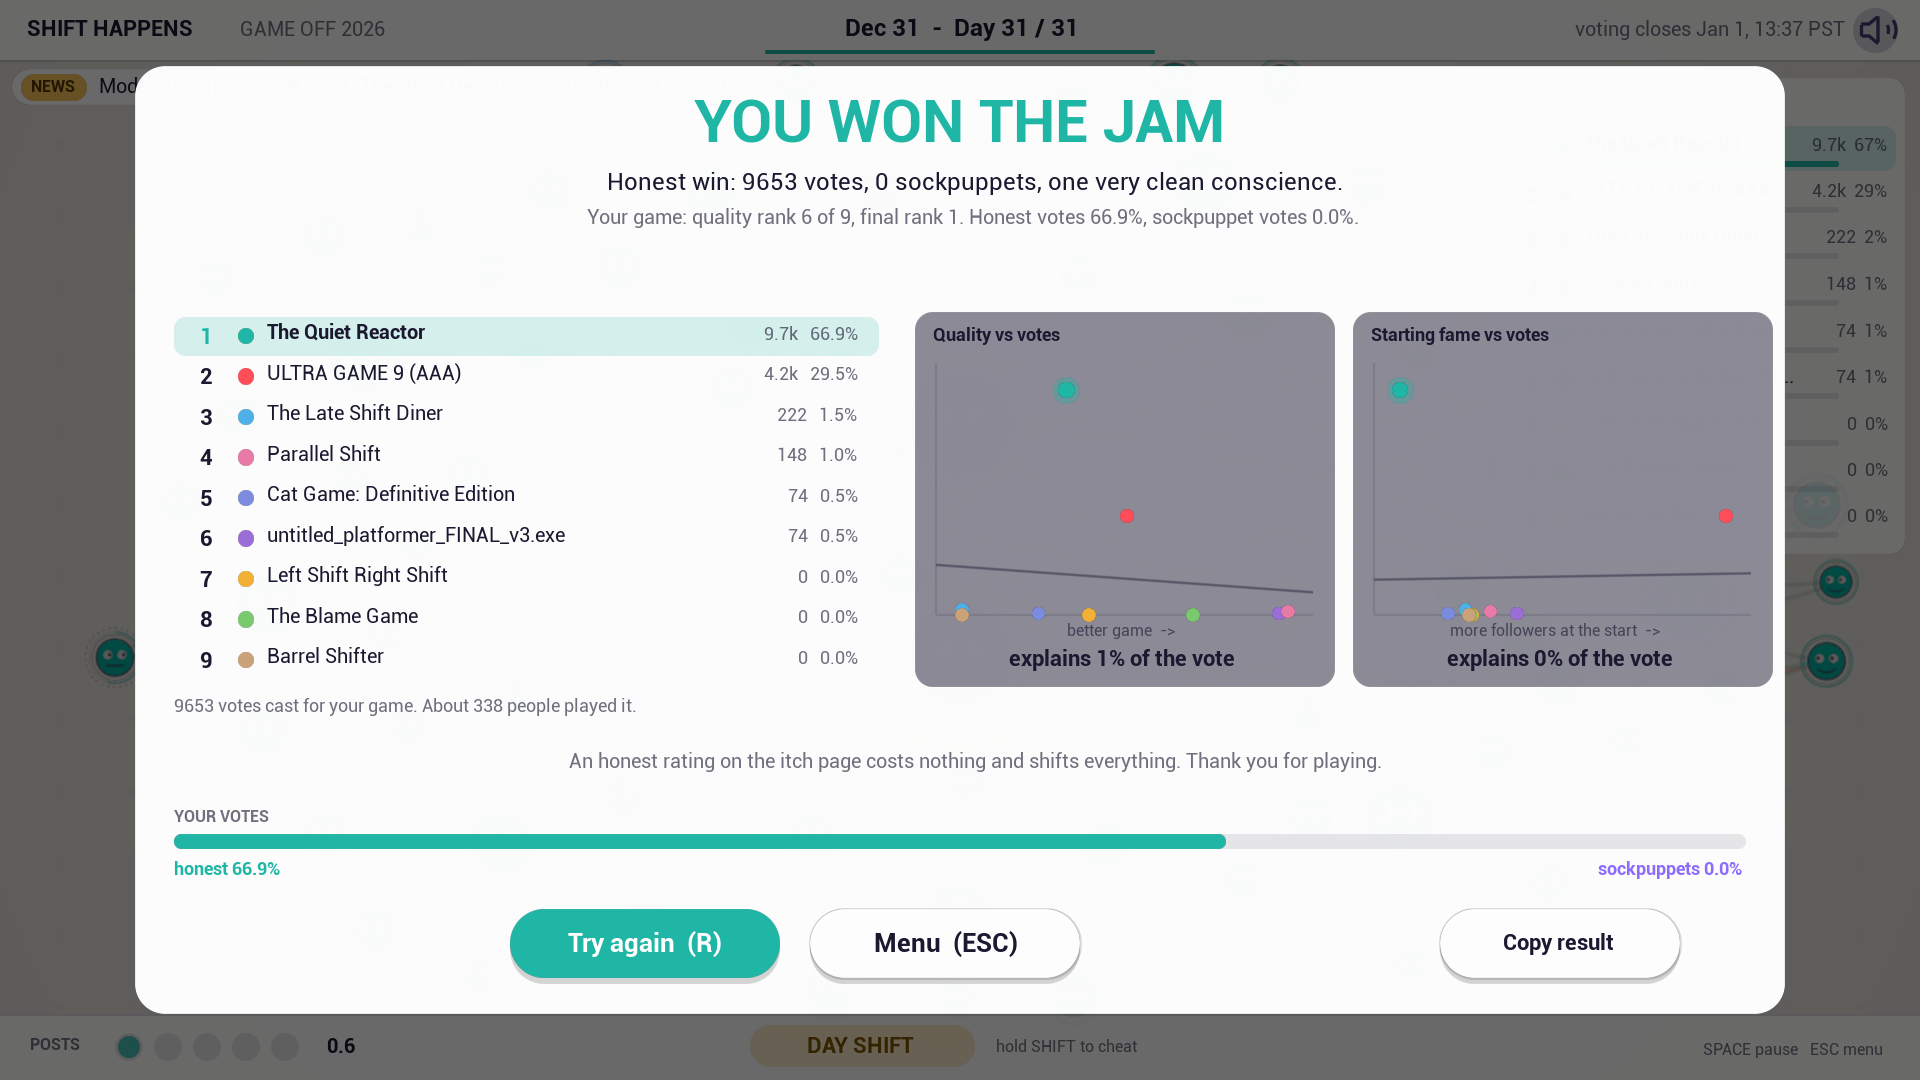 SHIFT HAPPENS
GAME OFF 2026
Dec 31 - Day 31 / 31
voting closes Jan 1, 13:37 PST
NEWS
YOU WON THE JAM
Honest win: 9653 votes, 0 sockpuppets, one very clean conscience.
Your game: quality rank 6 of 9, final rank 1. Honest votes 66.9%, sockpuppet votes 0.0%.
1 The Quiet Reactor 9.7k 66.9%
2 ULTRA GAME 9 (AAA) 4.2k 29.5%
3 The Late Shift Diner 222 1.5%
4 Parallel Shift 148 1.0%
5 Cat Game: Definitive Edition 74 0.5%
6 untitled_platformer_FINAL_v3.exe 74 0.5%
7 Left Shift Right Shift 0 0.0%
8 The Blame Game 0 0.0%
9 Barrel Shifter 0 0.0%
9653 votes cast for your game. About 338 people played it.
Quality vs votes
better game ->
explains 1% of the vote
Starting fame vs votes
more followers at the start ->
explains 0% of the vote
9.7k 67%
4.2k 29%
222 2%
148 1%
74 1%
.. 74 1%
0 0%
0 0%
0 0%
An honest rating on the itch page costs nothing and shifts everything. Thank you for playing.
YOUR VOTES
honest 66.9%
sockpuppets 0.0%
Try again (R)
Menu (ESC)
Copy result
POSTS
0.6
DAY SHIFT
hold SHIFT to cheat
SPACE pause ESC menu